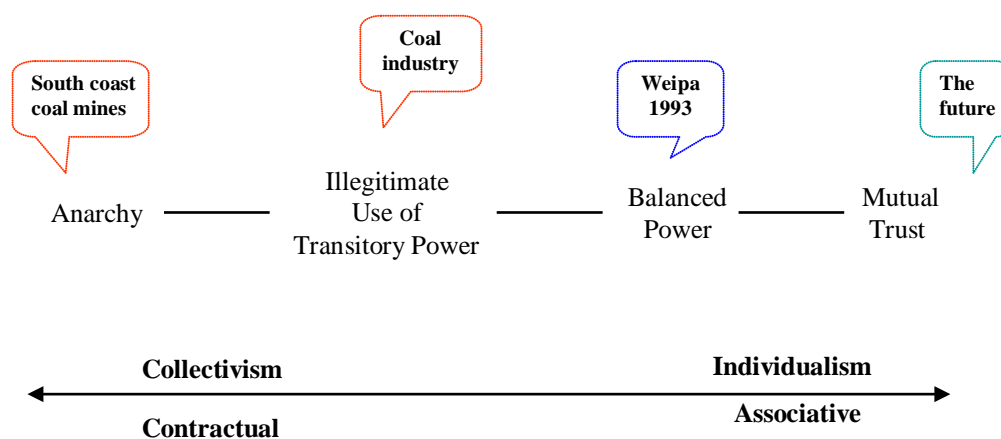 South coast
coal mines
Coal
industry
Weipa
1993
The
future
Anarchy
Illegitimate
Use of
Transitory Power
Balanced
Power
Mutual
Trust
Collectivism
Individualism
Contractual
Associative